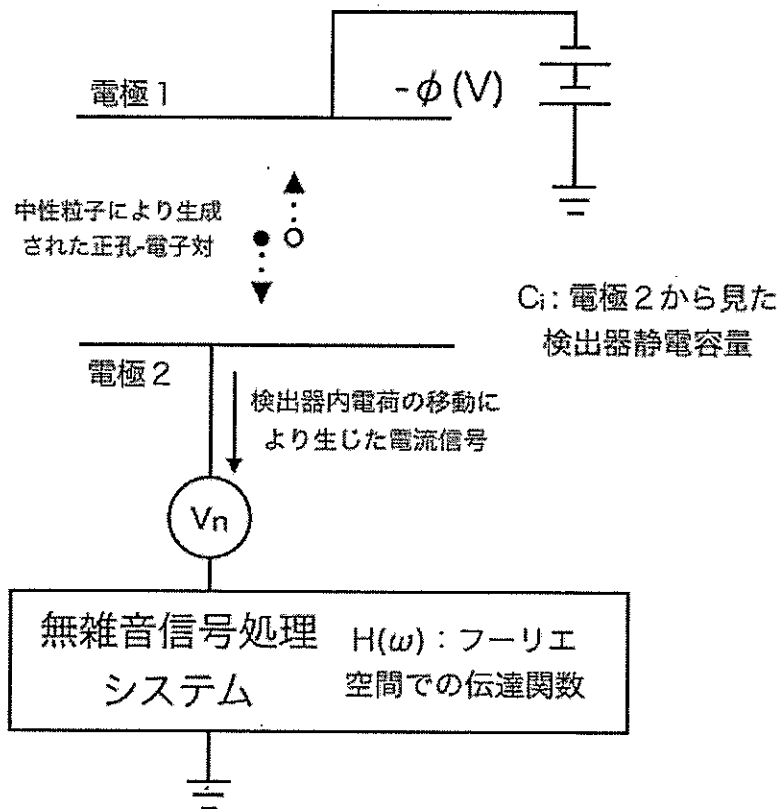 電極1
-φ(V)
中性粒子により生成
された正孔-電子対
Ci: 電極2から見た
検出器静電容量
電極2
検出器内電荷の移動に
より生じた電流信号
Vn
無雑音信号処理
システム
H(ω)：フーリエ
空間での伝達関数